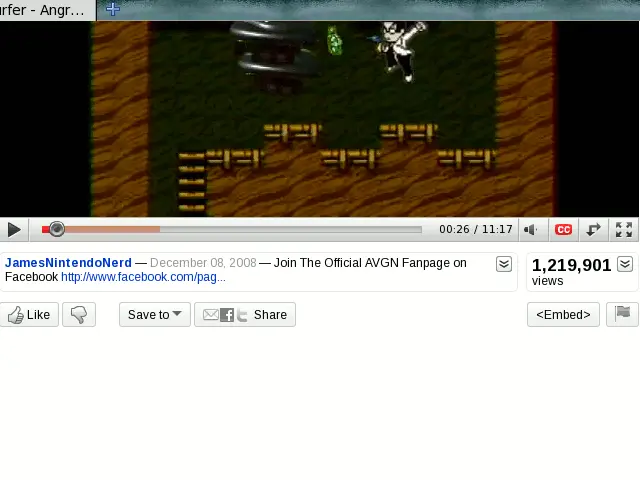 rfer - Angr...
00:26 / 11:17
CC
JamesNintendoNerd — December 08, 2008 — Join The Official AVGN Fanpage on
Facebook http://www.facebook.com/pag...
1,219,901
views
Like
Save to
Share
<Embed>